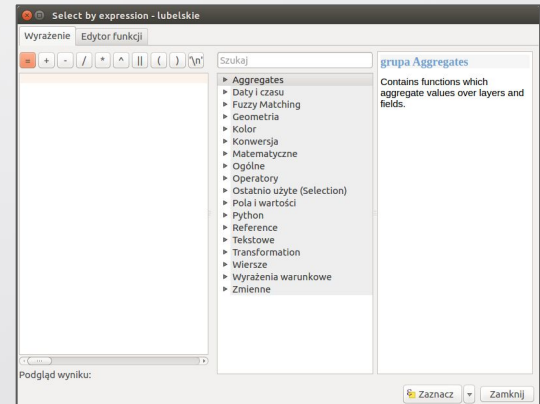 Select by expression - lubelskie
Wyrażenie Edytor funkcji
= + - / * ^ || ( ) '\n'
Szukaj
Aggregates
Daty i czasu
Fuzzy Matching
Geometria
Kolor
Konwersja
Matematyczne
Ogólne
Operatory
Ostatnio użyte (Selection)
Pola i wartości
Python
Reference
Tekstowe
Transformation
Wiersze
Wyrażenia warunkowe
Zmienne
grupa Aggregates
Contains functions which
aggregate values over layers and
fields.
Podgląd wyniku:
Zaznacz Zamknij